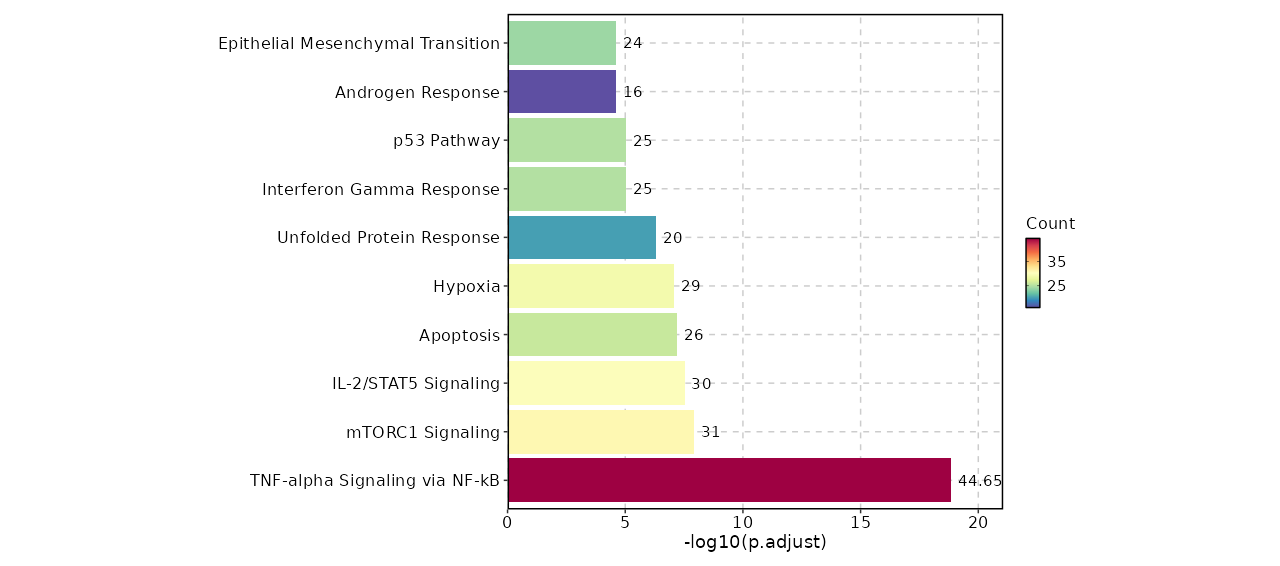 Epithelial Mesenchymal Transition 24
Androgen Response 16
p53 Pathway 25
Interferon Gamma Response 25
Unfolded Protein Response 20
Hypoxia 29
Apoptosis 26
IL-2/STAT5 Signaling 30
mTORC1 Signaling 31
TNF-alpha Signaling via NF-kB 44.65
0 5 10 15 20
-log10(p.adjust)
Count
35
25